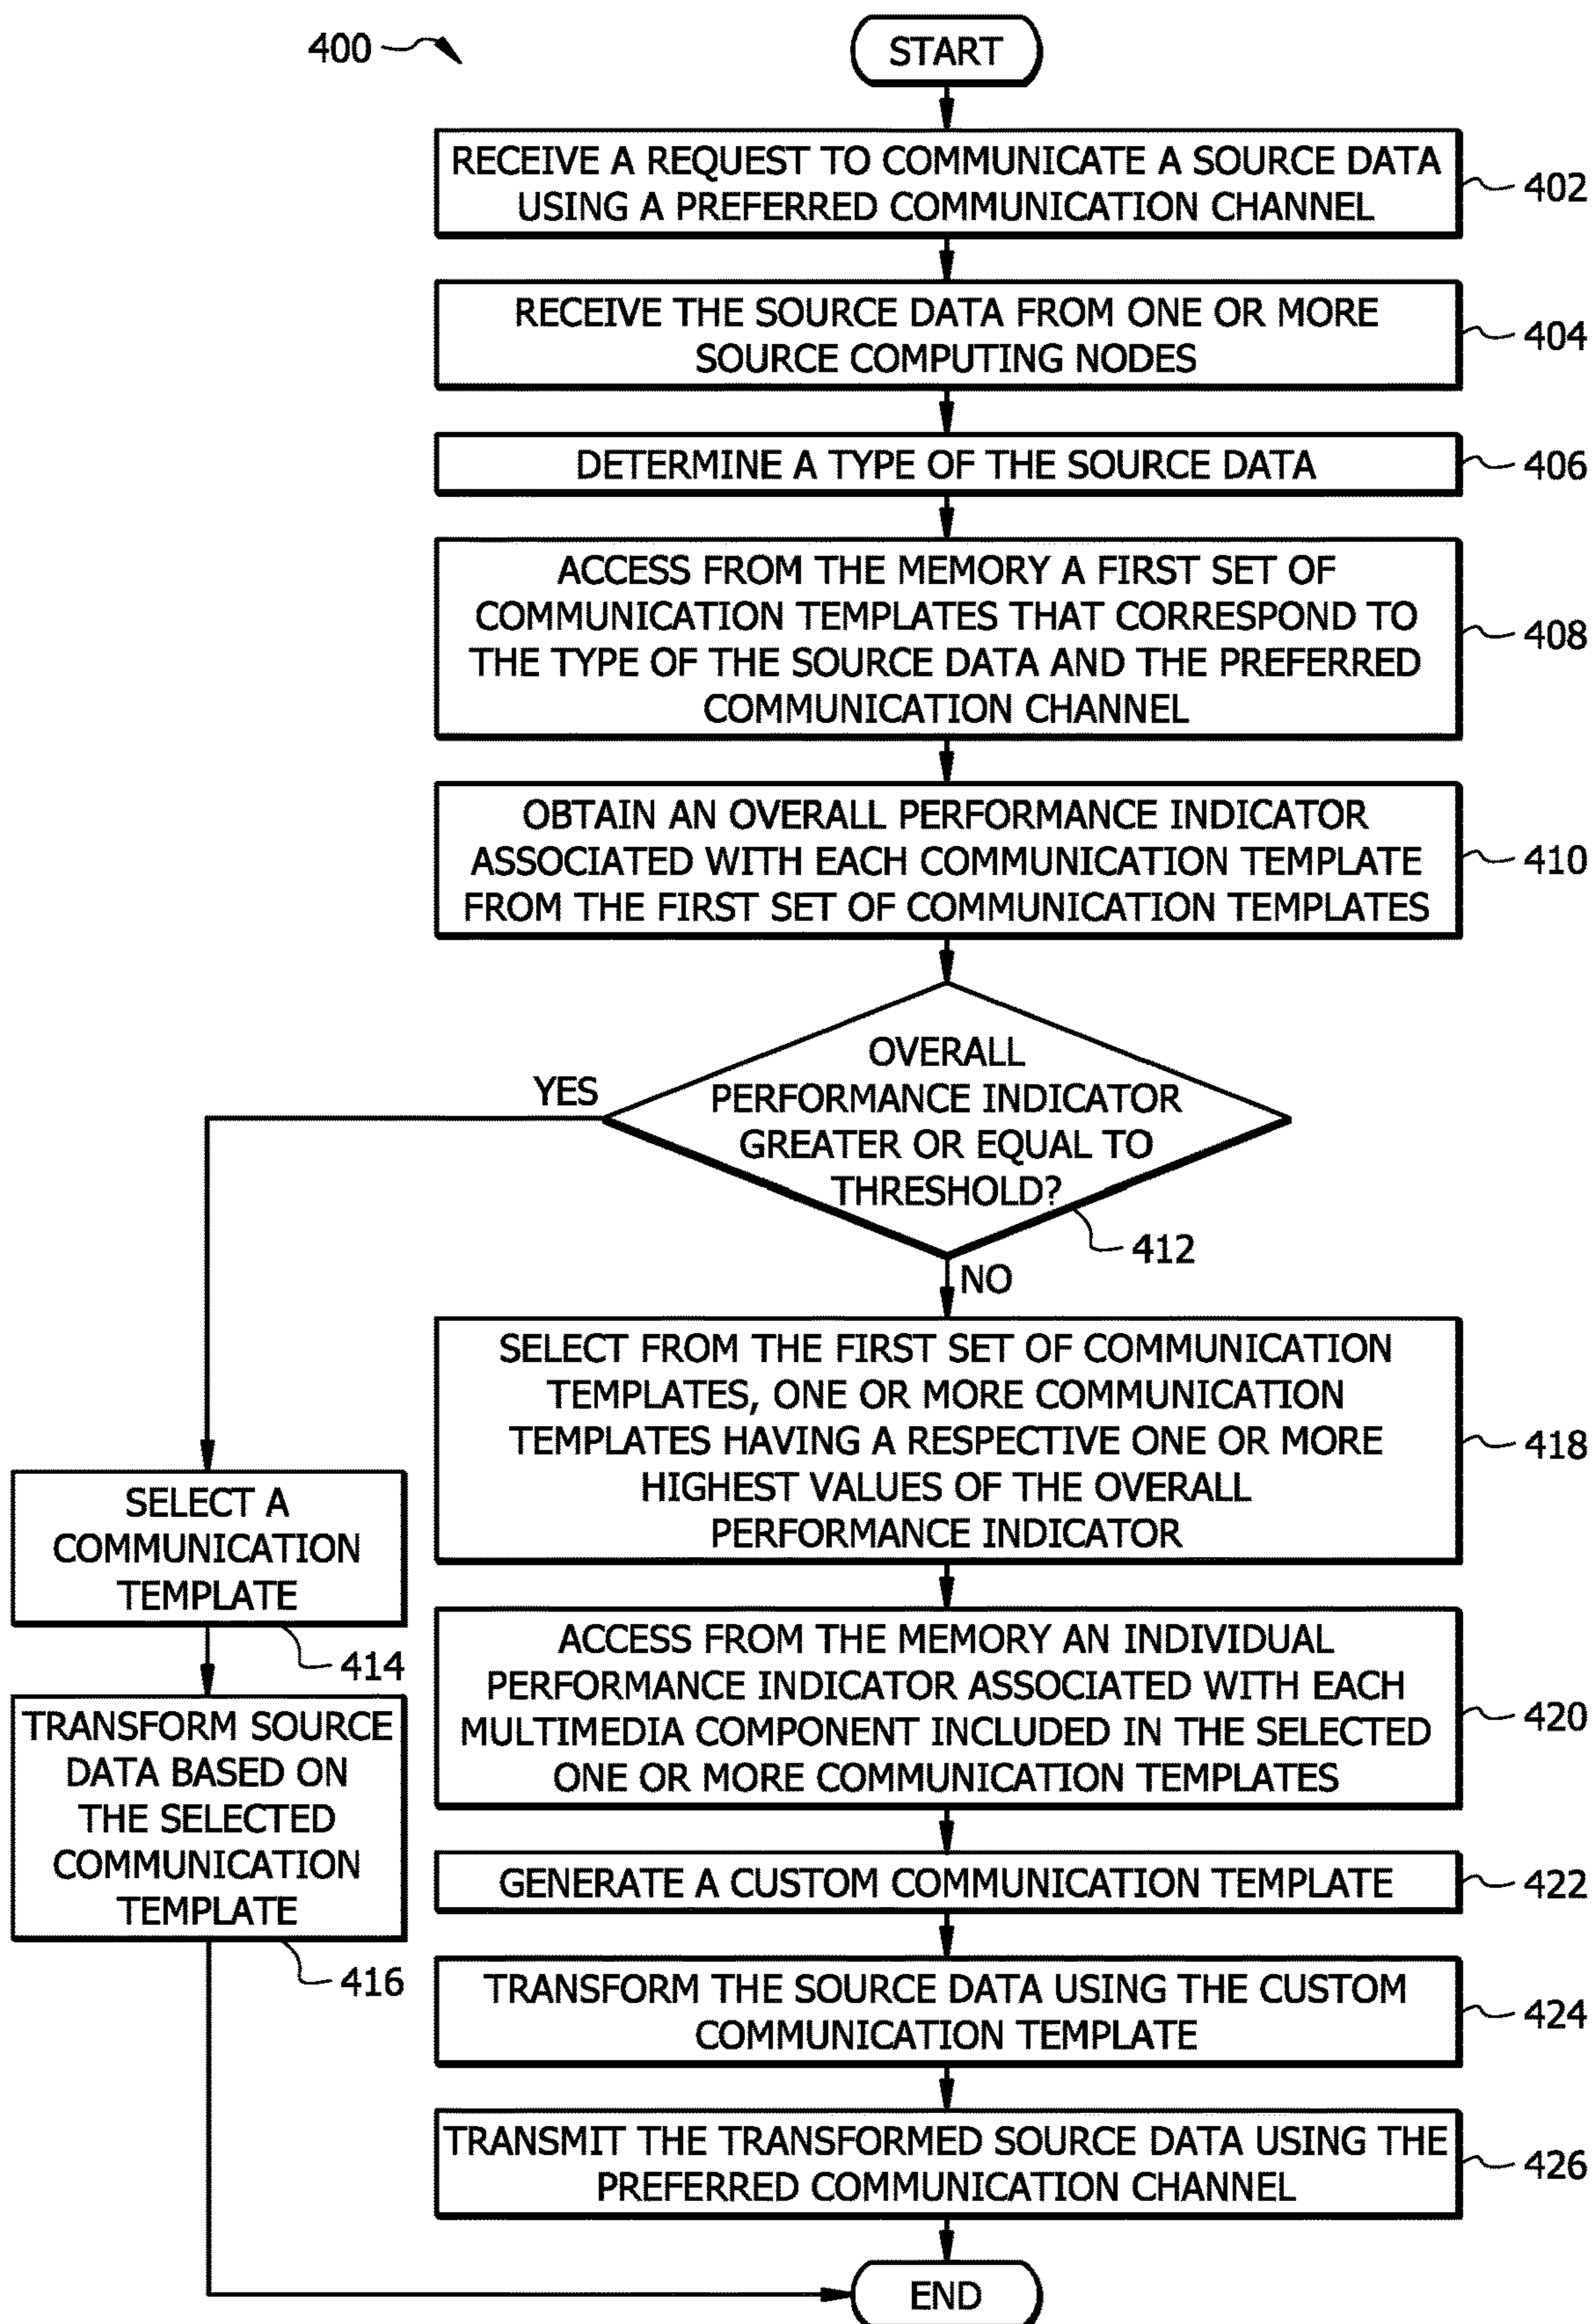 400
START
RECEIVE A REQUEST TO COMMUNICATE A SOURCE DATA
USING A PREFERRED COMMUNICATION CHANNEL
402
RECEIVE THE SOURCE DATA FROM ONE OR MORE
SOURCE COMPUTING NODES
404
DETERMINE A TYPE OF THE SOURCE DATA
406
ACCESS FROM THE MEMORY A FIRST SET OF
COMMUNICATION TEMPLATES THAT CORRESPOND TO
THE TYPE OF THE SOURCE DATA AND THE PREFERRED
COMMUNICATION CHANNEL
408
OBTAIN AN OVERALL PERFORMANCE INDICATOR
ASSOCIATED WITH EACH COMMUNICATION TEMPLATE
FROM THE FIRST SET OF COMMUNICATION TEMPLATES
410
OVERALL
PERFORMANCE INDICATOR
GREATER OR EQUAL TO
THRESHOLD?
412
YES
NO
SELECT A
COMMUNICATION
TEMPLATE
414
TRANSFORM SOURCE
DATA BASED ON
THE SELECTED
COMMUNICATION
TEMPLATE
416
SELECT FROM THE FIRST SET OF COMMUNICATION
TEMPLATES, ONE OR MORE COMMUNICATION
TEMPLATES HAVING A RESPECTIVE ONE OR MORE
HIGHEST VALUES OF THE OVERALL
PERFORMANCE INDICATOR
418
ACCESS FROM THE MEMORY AN INDIVIDUAL
PERFORMANCE INDICATOR ASSOCIATED WITH EACH
MULTIMEDIA COMPONENT INCLUDED IN THE SELECTED
ONE OR MORE COMMUNICATION TEMPLATES
420
GENERATE A CUSTOM COMMUNICATION TEMPLATE
422
TRANSFORM THE SOURCE DATA USING THE CUSTOM
COMMUNICATION TEMPLATE
424
TRANSMIT THE TRANSFORMED SOURCE DATA USING THE
PREFERRED COMMUNICATION CHANNEL
426
END